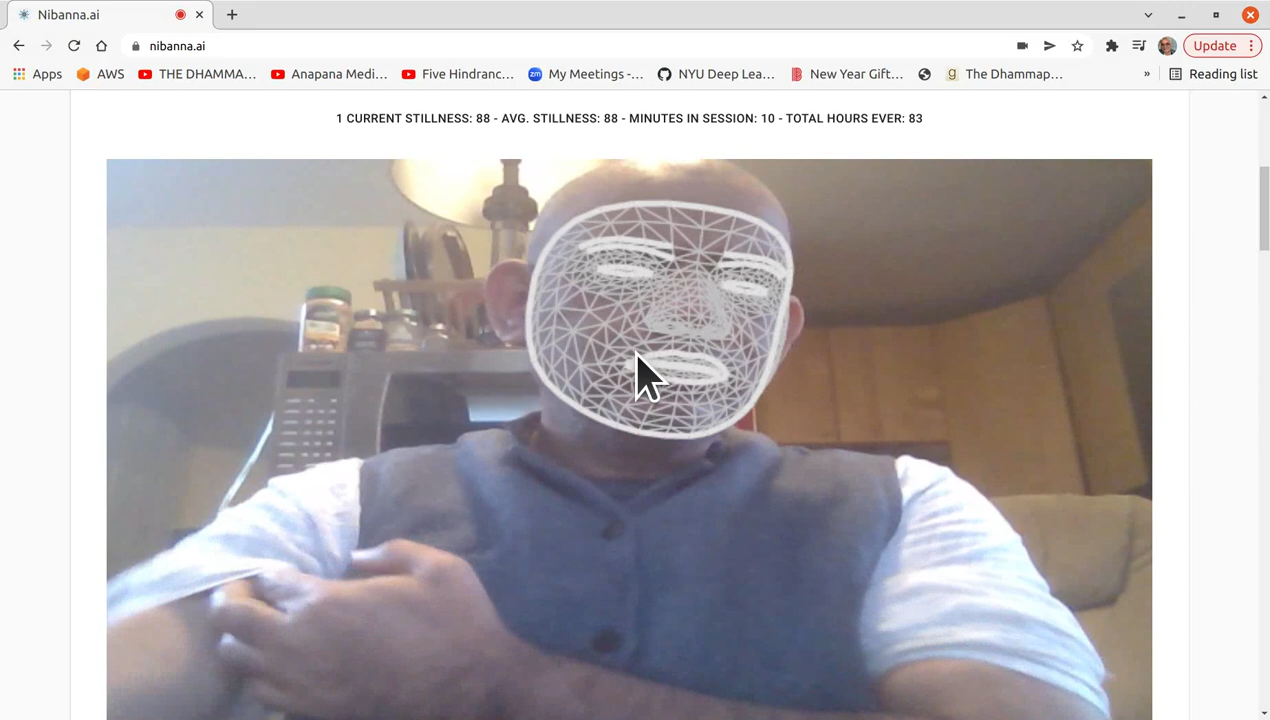 Nibanna.ai
nibanna.ai
Update
Apps
AWS
THE DHAMMA...
Anapana Medi...
Five Hindranc...
My Meetings -...
NYU Deep Lea...
New Year Gift...
The Dhammap...
»
Reading list
1 CURRENT STILLNESS: 88 - AVG. STILLNESS: 88 - MINUTES IN SESSION: 10 - TOTAL HOURS EVER: 83